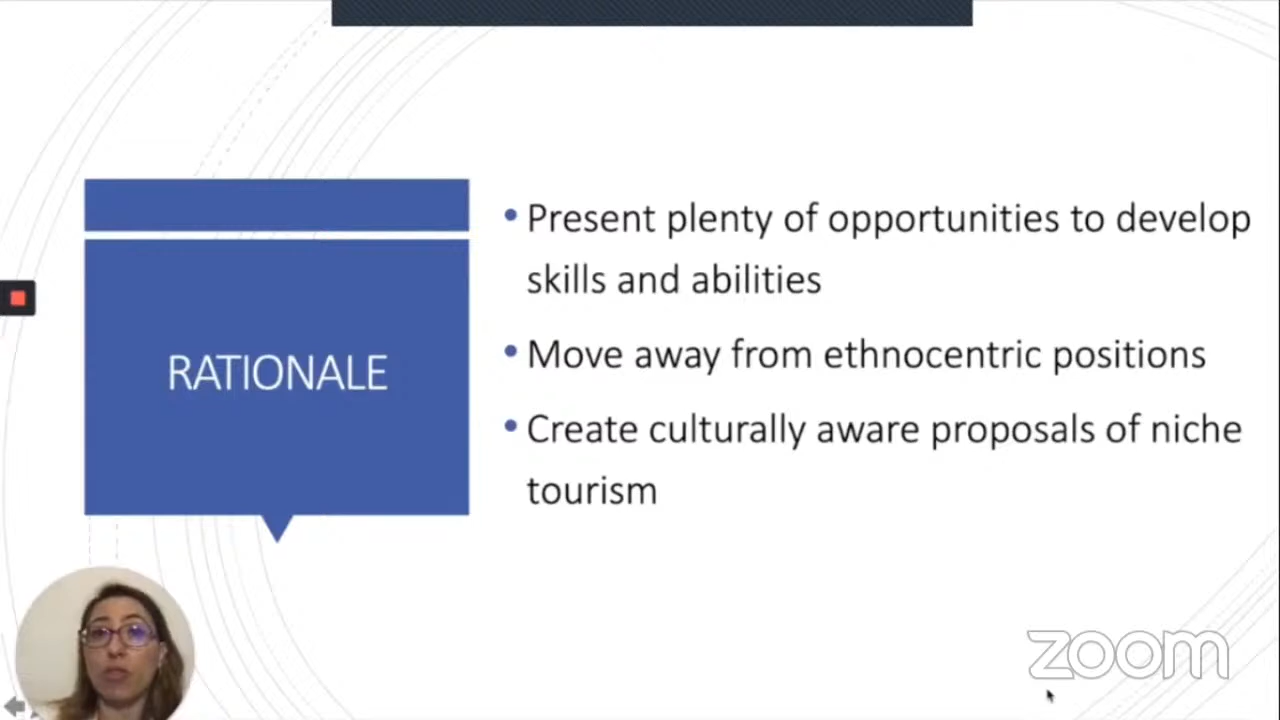 RATIONALE
• Present plenty of opportunities to develop
skills and abilities
• Move away from ethnocentric positions
• Create culturally aware proposals of niche
tourism
zoom